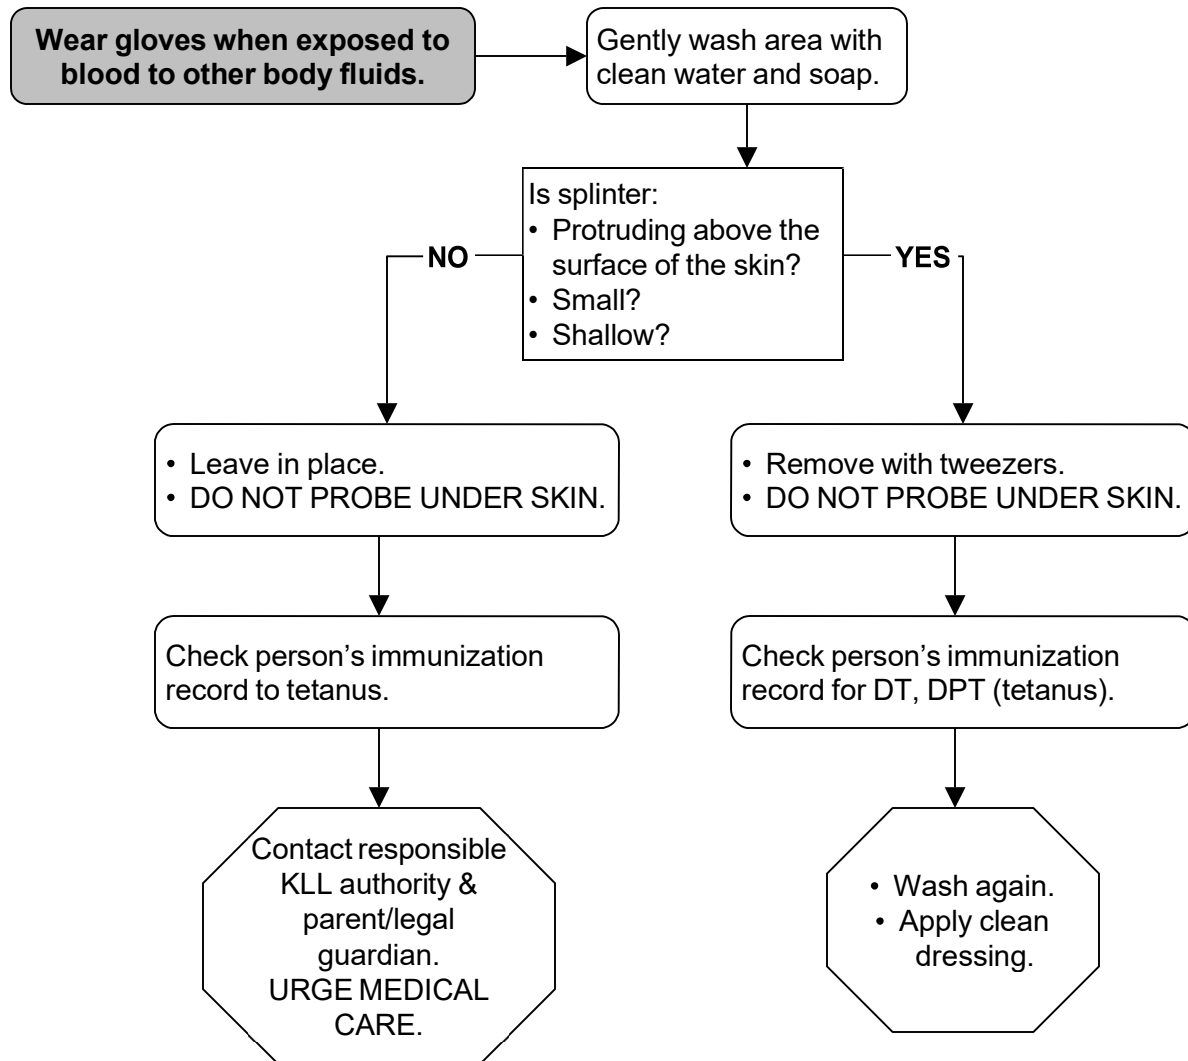 Wear gloves when exposed to
blood to other body fluids.
Gently wash area with
clean water and soap.
Is splinter:
• Protruding above the
surface of the skin?
• Small?
• Shallow?
NO
YES
• Leave in place.
• DO NOT PROBE UNDER SKIN.
• Remove with tweezers.
• DO NOT PROBE UNDER SKIN.
Check person’s immunization
record to tetanus.
Check person’s immunization
record for DT, DPT (tetanus).
Contact responsible
KLL authority &
parent/legal
guardian.
URGE MEDICAL
CARE.
• Wash again.
• Apply clean
dressing.